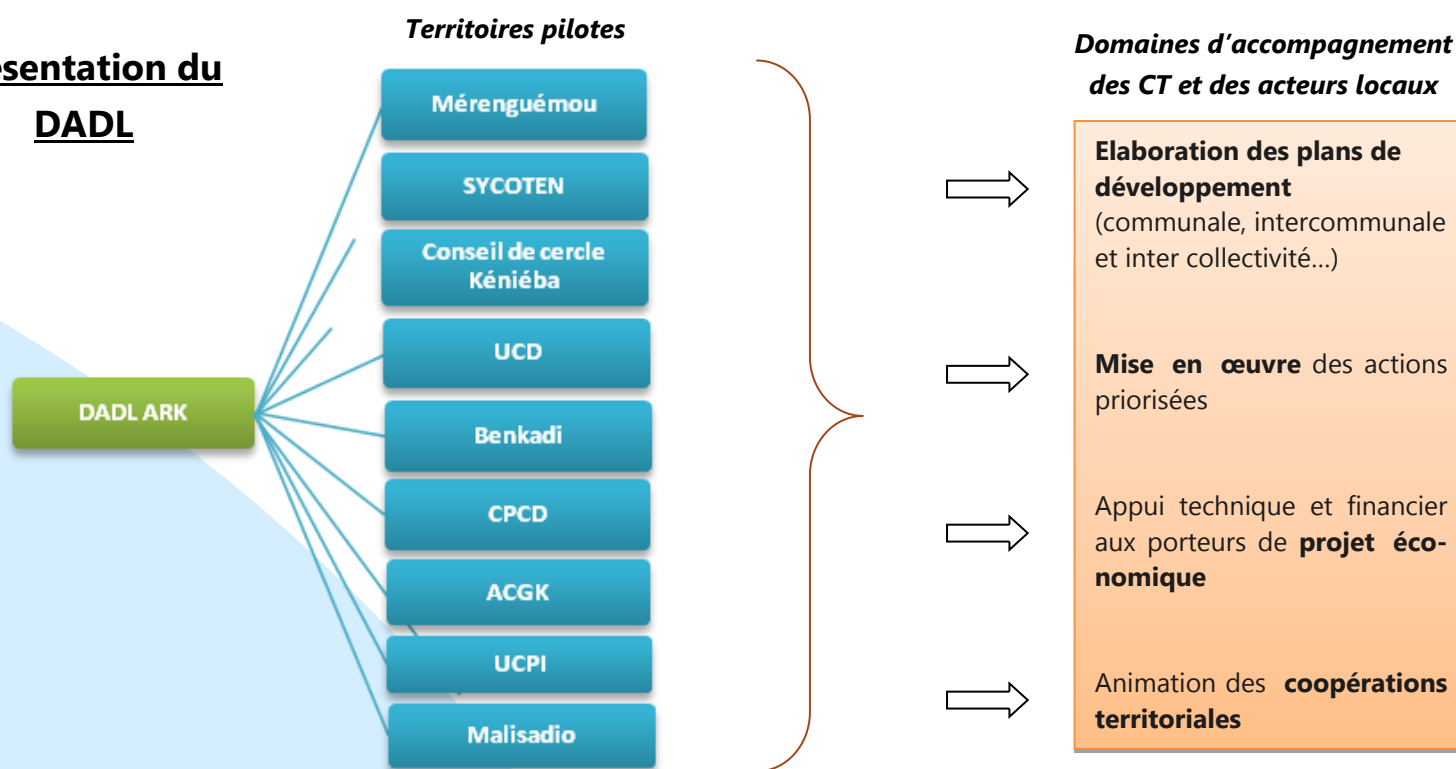 ésentation du
DADL
Territoires pilotes
Mérenguémou
SYCOTEN
Conseil de cercle
Kéniéba
UCD
Benkadi
CPCD
ACGK
UCPI
Malisadio
DADL ARK
Domaines d’accompagnement
des CT et des acteurs locaux
Elaboration des plans de
développement
(communale, intercommunale
et inter collectivité…)
Mise en œuvre des actions
priorisées
Appui technique et financier
aux porteurs de projet éco-
nomique
Animation des coopérations
territoriales